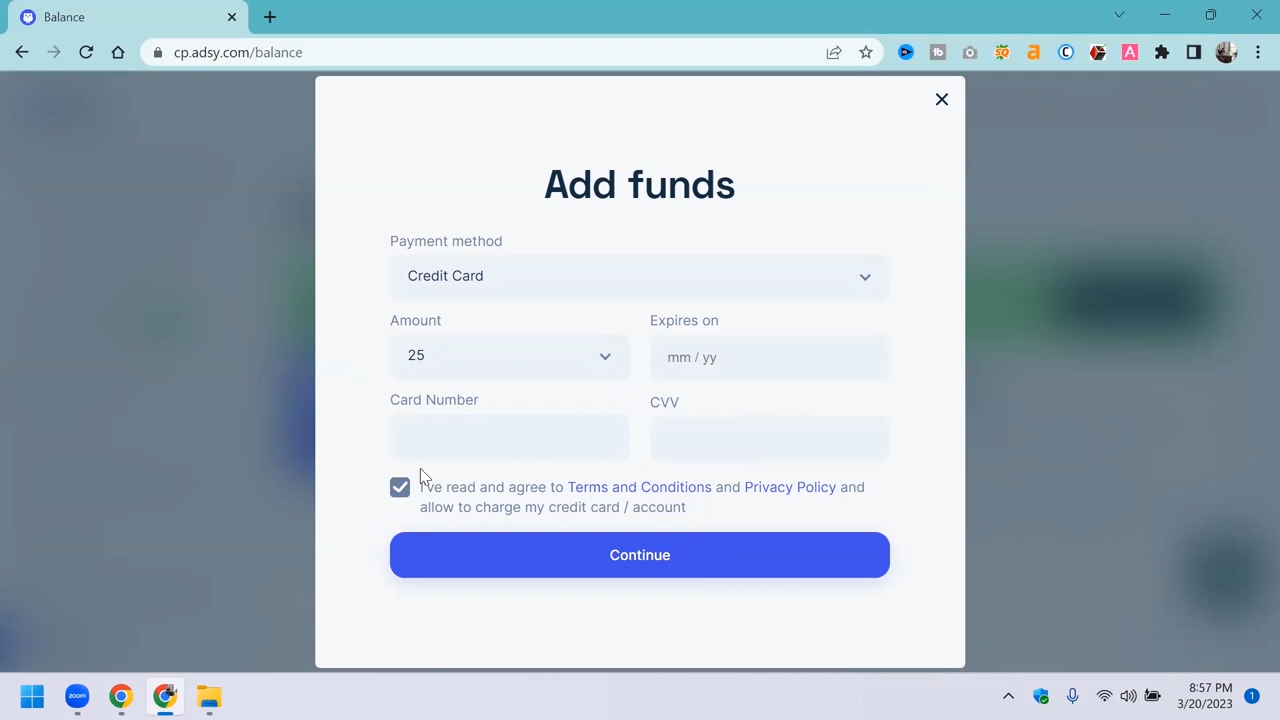 Balance
cp.adsy.com/balance
Add funds
Payment method
Credit Card
Amount
Expires on
25
mm / yy
Card Number
CVV
I've read and agree to Terms and Conditions and Privacy Policy and
allow to charge my credit card / account
Continue
zoom
8:57 PM
3/20/2023
1